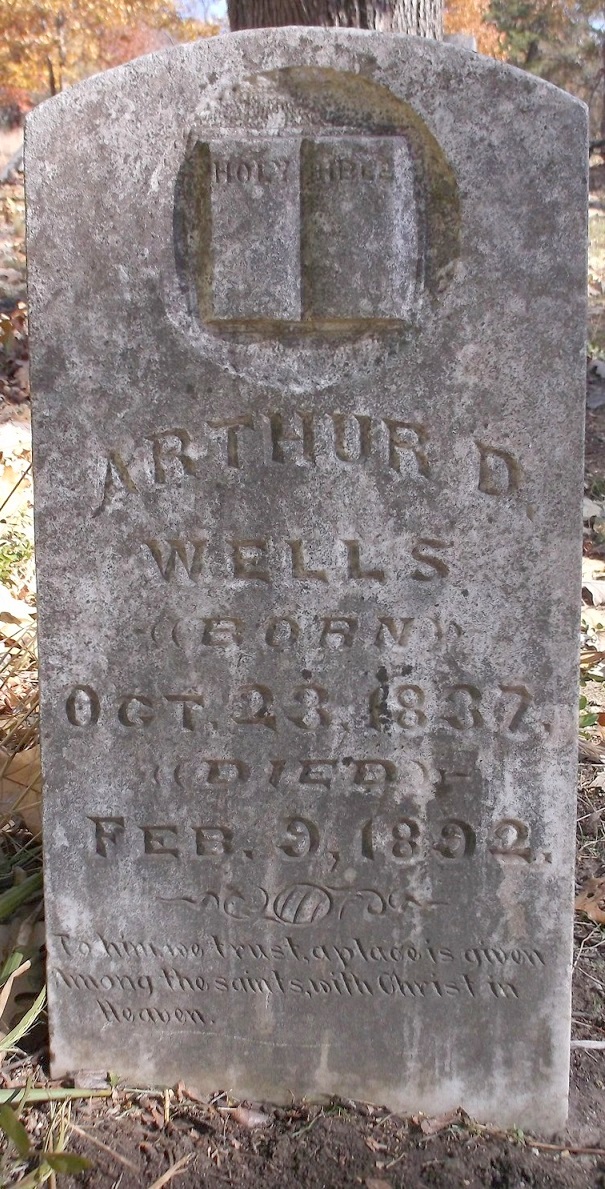 HOLY BIBLE
ARTHUR D.
WELLS
((BORN))
OCT. 23, 1837.
((DIED))
FEB. 9, 1892.
To him, we trust, a place is given
Among the saints, with Christ in
Heaven.